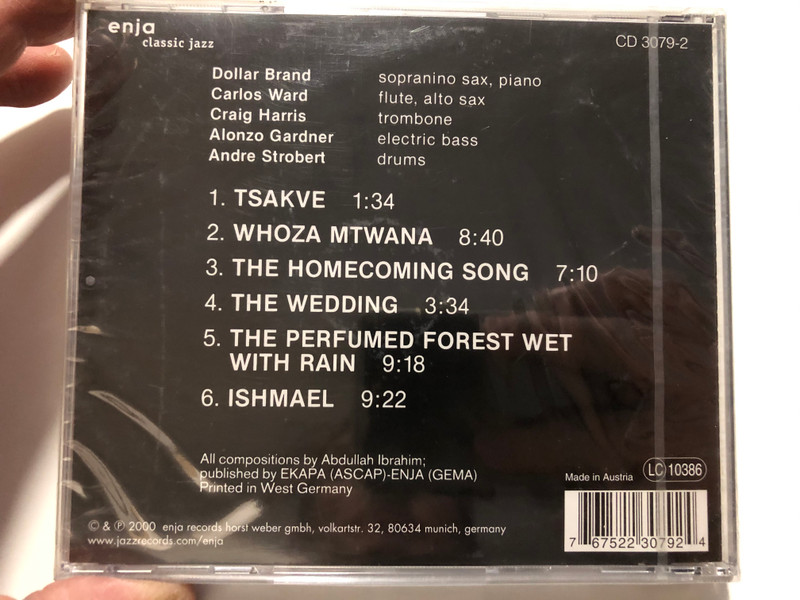 enja
classic jazz
CD 3079-2
Dollar Brand sopranino sax, piano
Carlos Ward flute, alto sax
Craig Harris trombone
Alonzo Gardner electric bass
Andre Strobert drums
1. TSAKVE 1:34
2. WHOZA MTWANA 8:40
3. THE HOMECOMING SONG 7:10
4. THE WEDDING 3:34
5. THE PERFUMED FOREST WET
WITH RAIN 9:18
6. ISHMAEL 9:22
All compositions by Abdullah Ibrahim;
published by EKAPA (ASCAP)-ENJA (GEMA)
Printed in West Germany
Made in Austria
LC 10386
© & ℗ 2000 enja records horst weber gmbh, volkartstr. 32, 80634 munich, germany
www.jazzrecords.com/enja
7 67522 30792 4